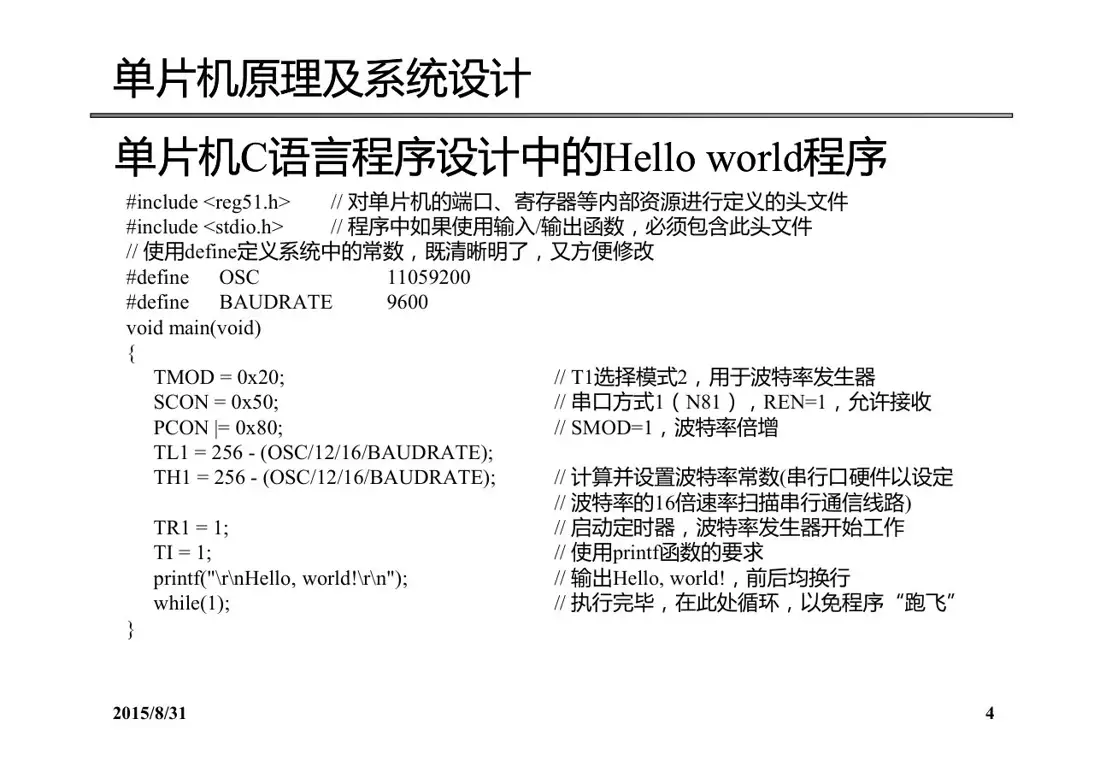 单片机原理及系统设计
单片机C语言程序设计中的Hello world程序
#include <reg51.h> // 对单片机的端口、寄存器等内部资源进行定义的头文件
#include <stdio.h> // 程序中如果使用输入/输出函数，必须包含此头文件
// 使用define定义系统中的常数，既清晰明了，又方便修改
#define OSC 11059200
#define BAUDRATE 9600
void main(void)
{
TMOD = 0x20; // T1选择模式2，用于波特率发生器
SCON = 0x50; // 串口方式1（N81），REN=1，允许接收
PCON |= 0x80; // SMOD=1，波特率倍增
TL1 = 256 - (OSC/12/16/BAUDRATE);
TH1 = 256 - (OSC/12/16/BAUDRATE); // 计算并设置波特率常数(串行口硬件以设定
// 波特率的16倍速率扫描串行通信线路)
TR1 = 1; // 启动定时器，波特率发生器开始工作
TI = 1; // 使用printf函数的要求
printf("\r\nHello, world!\r\n"); // 输出Hello, world!，前后均换行
while(1); // 执行完毕，在此处循环，以免程序“跑飞”
}
2015/8/31 4